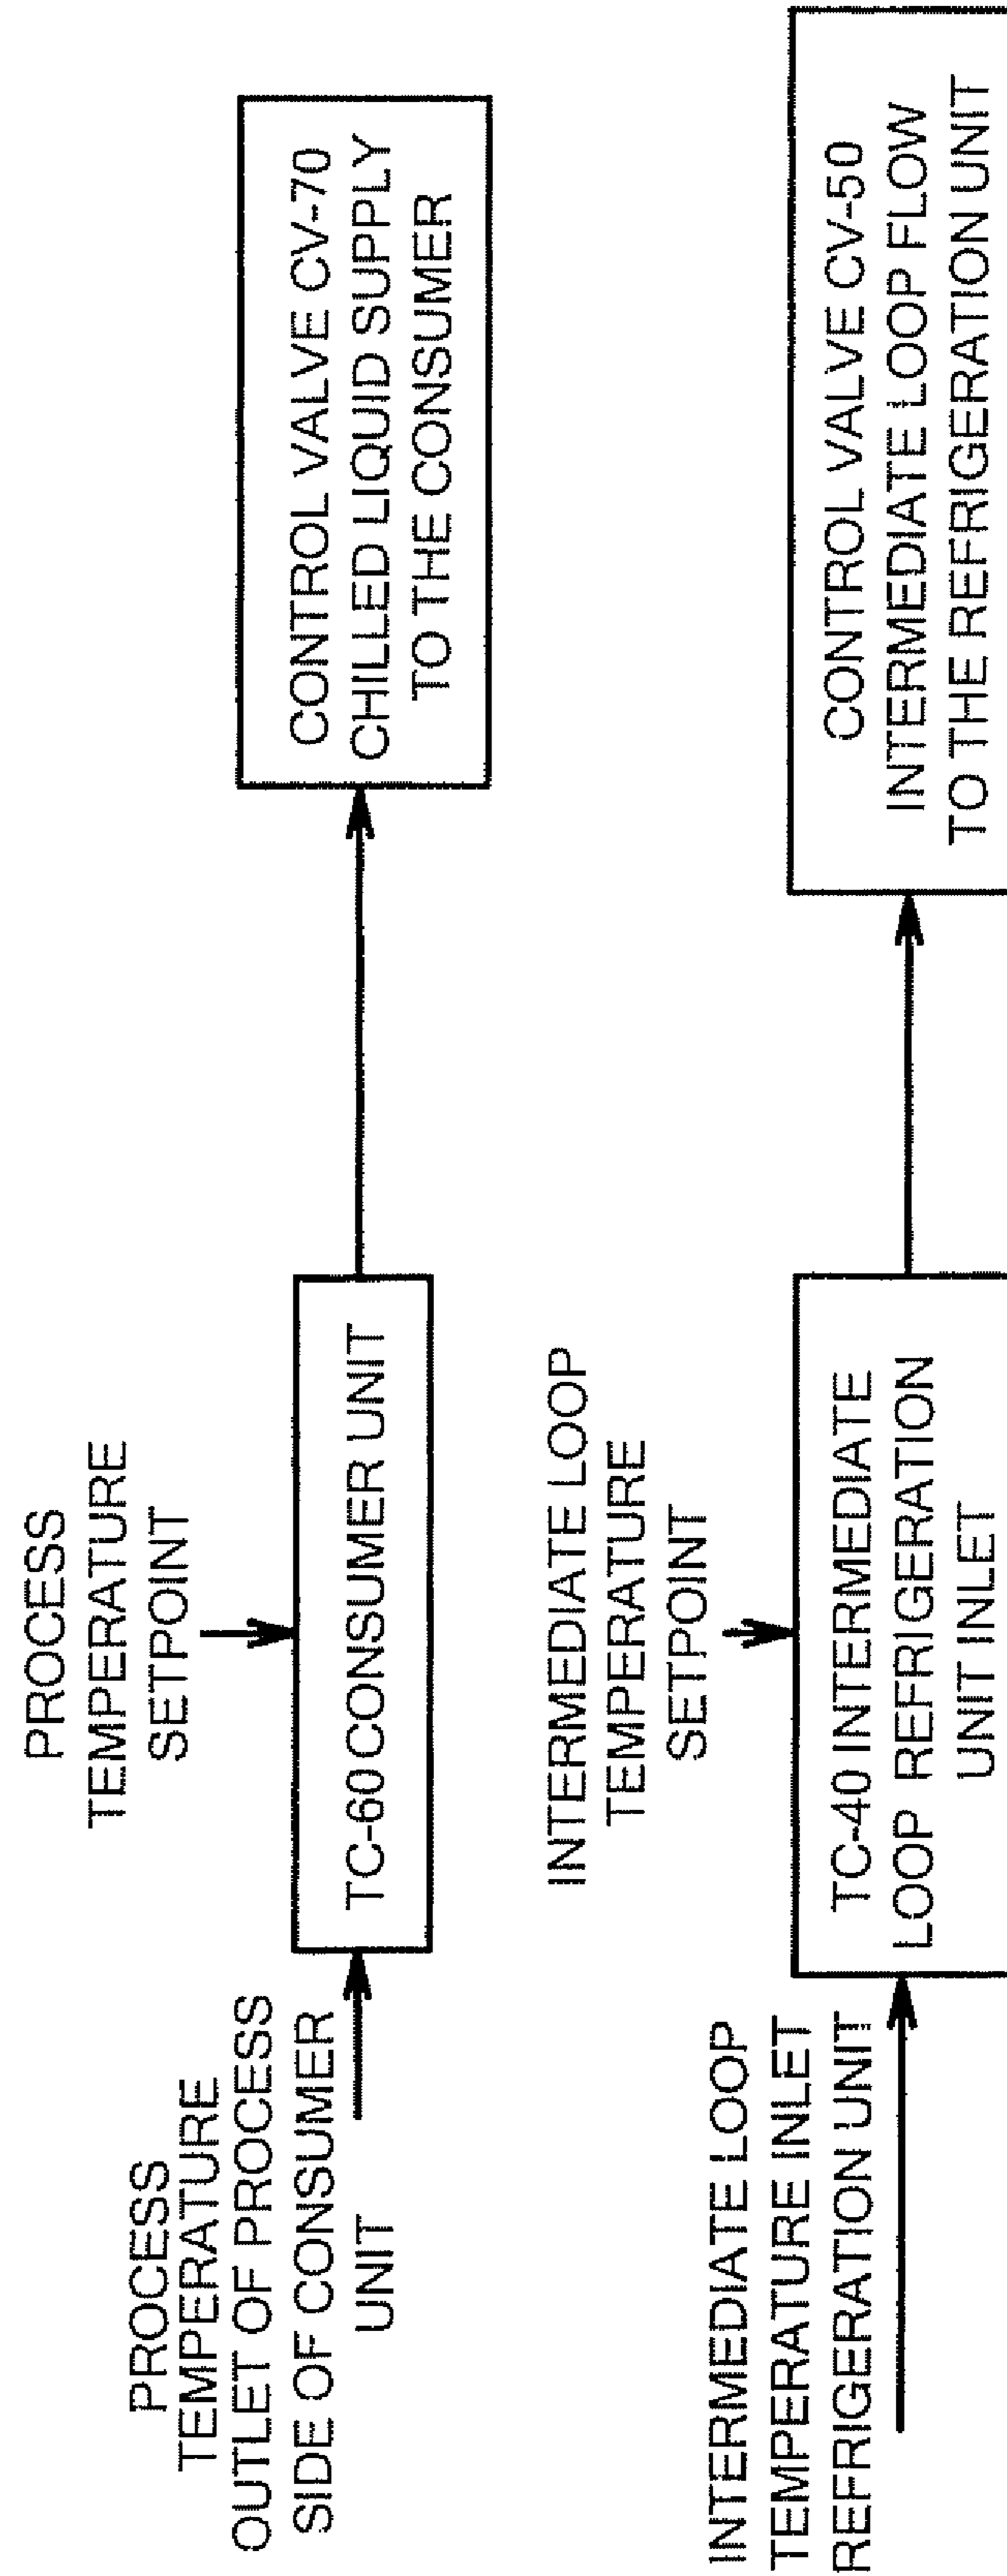 PROCESS
TEMPERATURE
OUTLET OF PROCESS
SIDE OF CONSUMER
UNIT
PROCESS
TEMPERATURE
SETPOINT
TC-60 CONSUMER UNIT
CONTROL VALVE CV-70
CHILLED LIQUID SUPPLY
TO THE CONSUMER
INTERMEDIATE LOOP
TEMPERATURE INLET
REFRIGERATION UNIT
INTERMEDIATE LOOP
TEMPERATURE
SETPOINT
TC-40 INTERMEDIATE
LOOP REFRIGERATION
UNIT INLET
CONTROL VALVE CV-50
INTERMEDIATE LOOP FLOW
TO THE REFRIGERATION UNIT